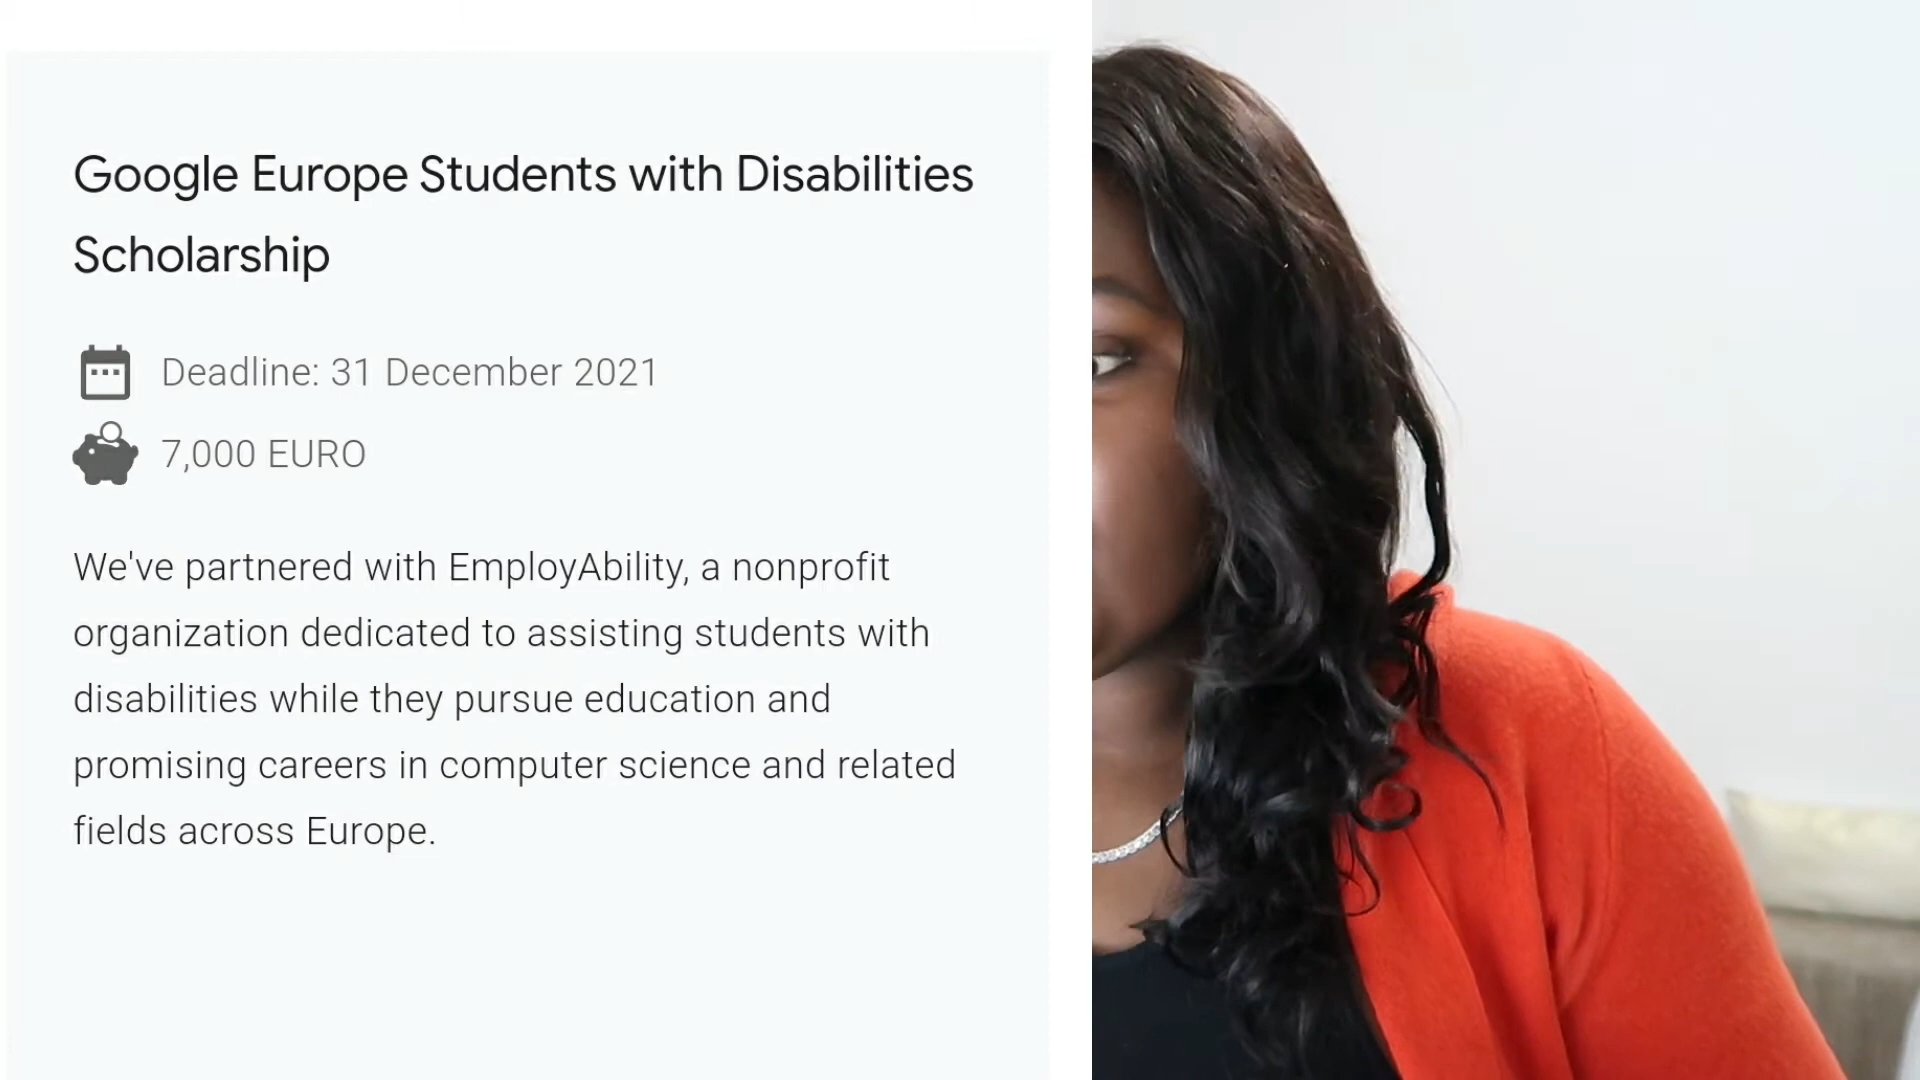 Google Europe Students with Disabilities
Scholarship
Deadline: 31 December 2021
7,000 EURO
We've partnered with EmployAbility, a nonprofit
organization dedicated to assisting students with
disabilities while they pursue education and
promising careers in computer science and related
fields across Europe.